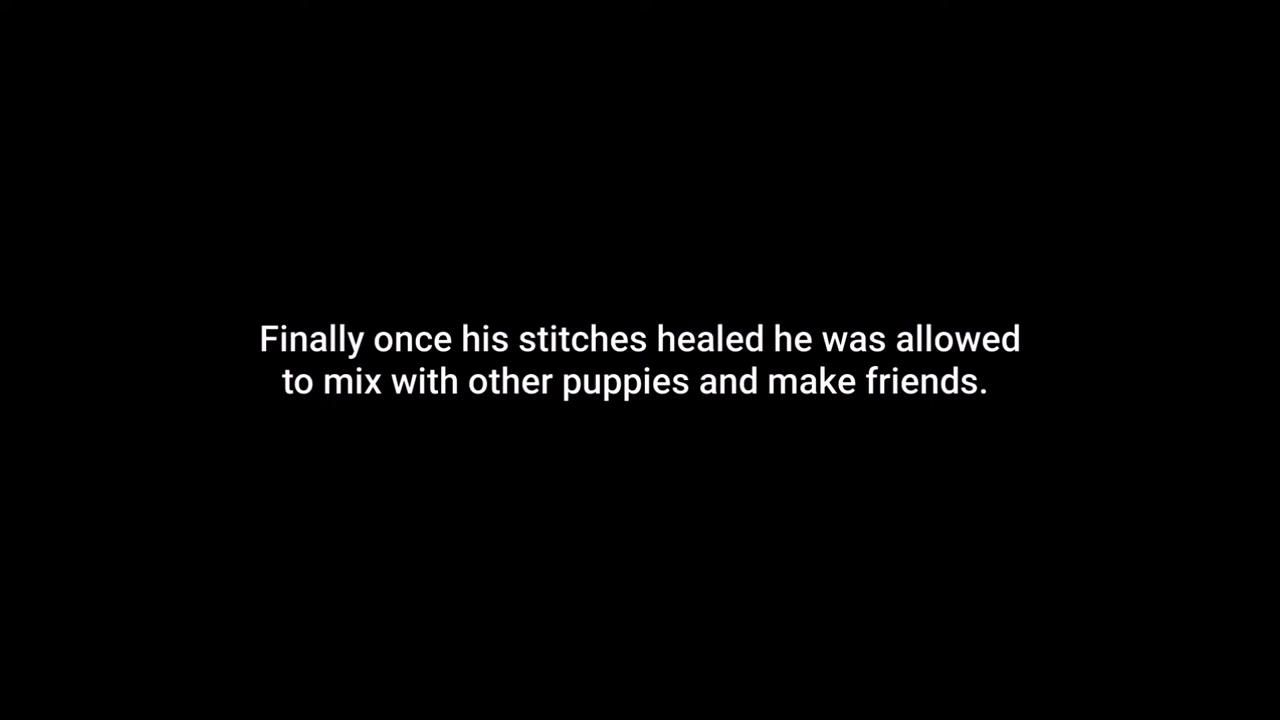 Finally once his stitches healed he was allowed
to mix with other puppies and make friends.